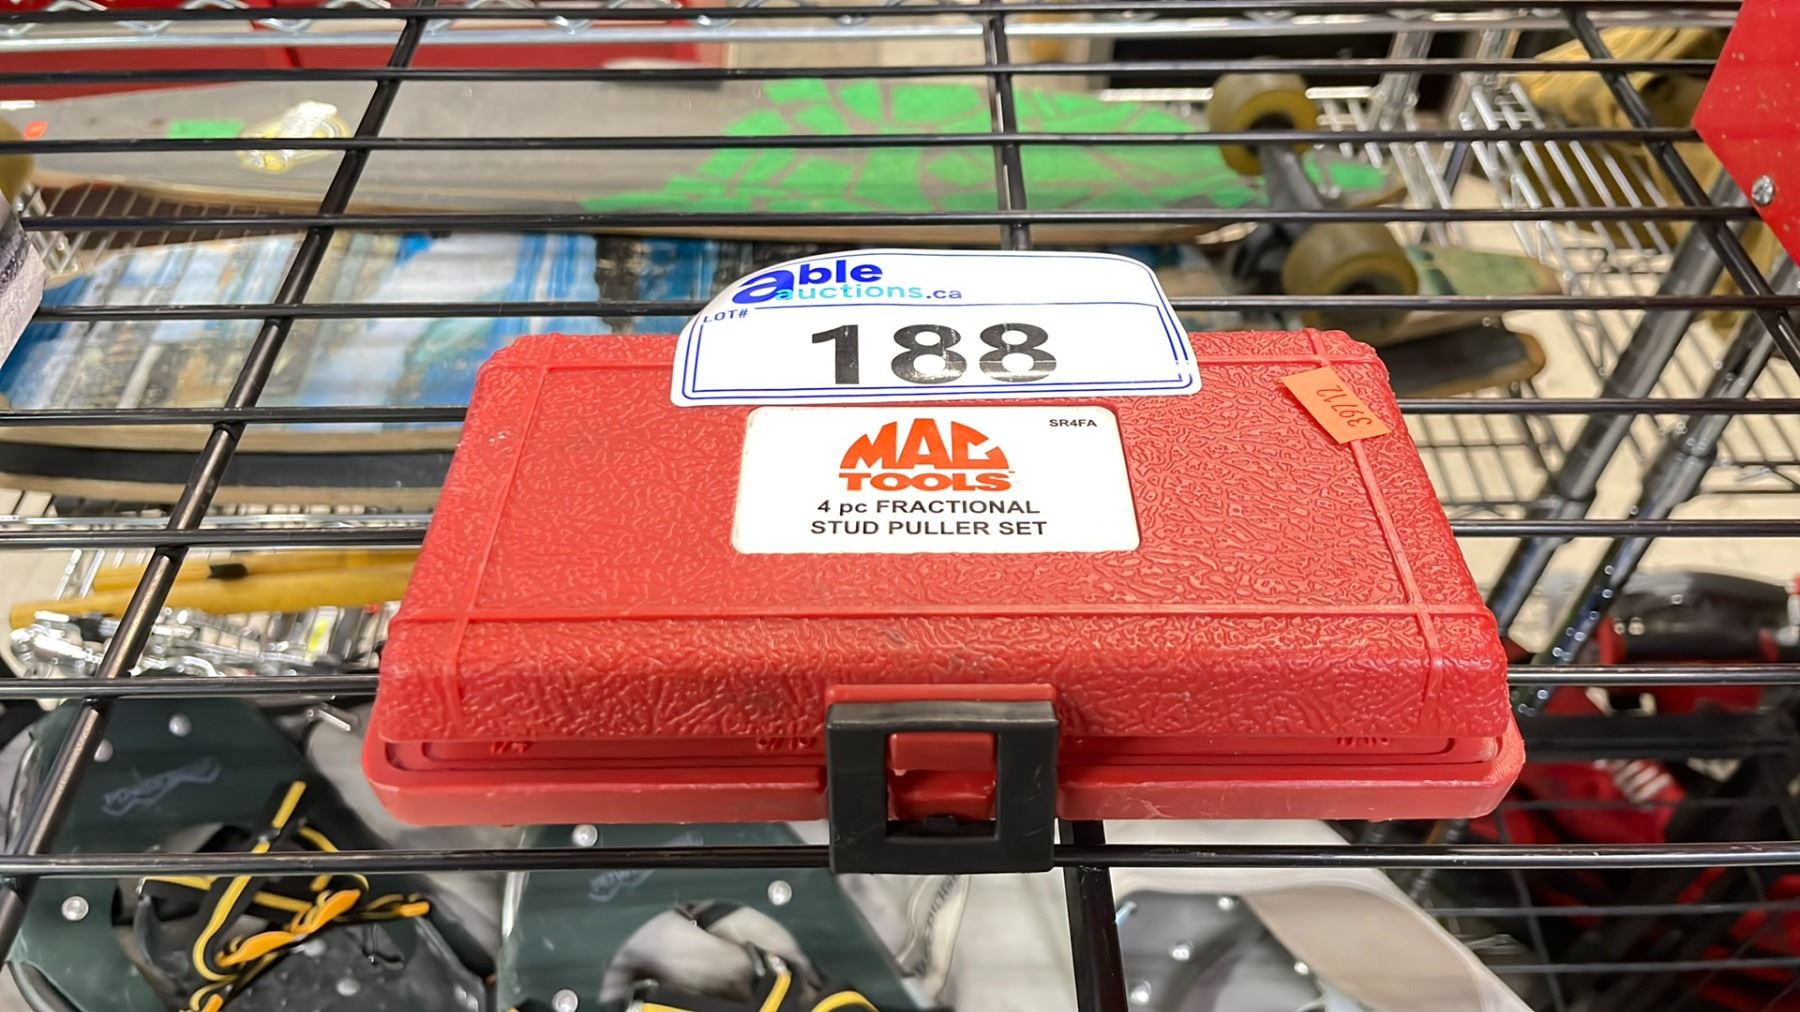 able
auctions.ca
LOT#
188
SR4FA
MAC
TOOLS
4 pc FRACTIONAL
STUD PULLER SET
39712